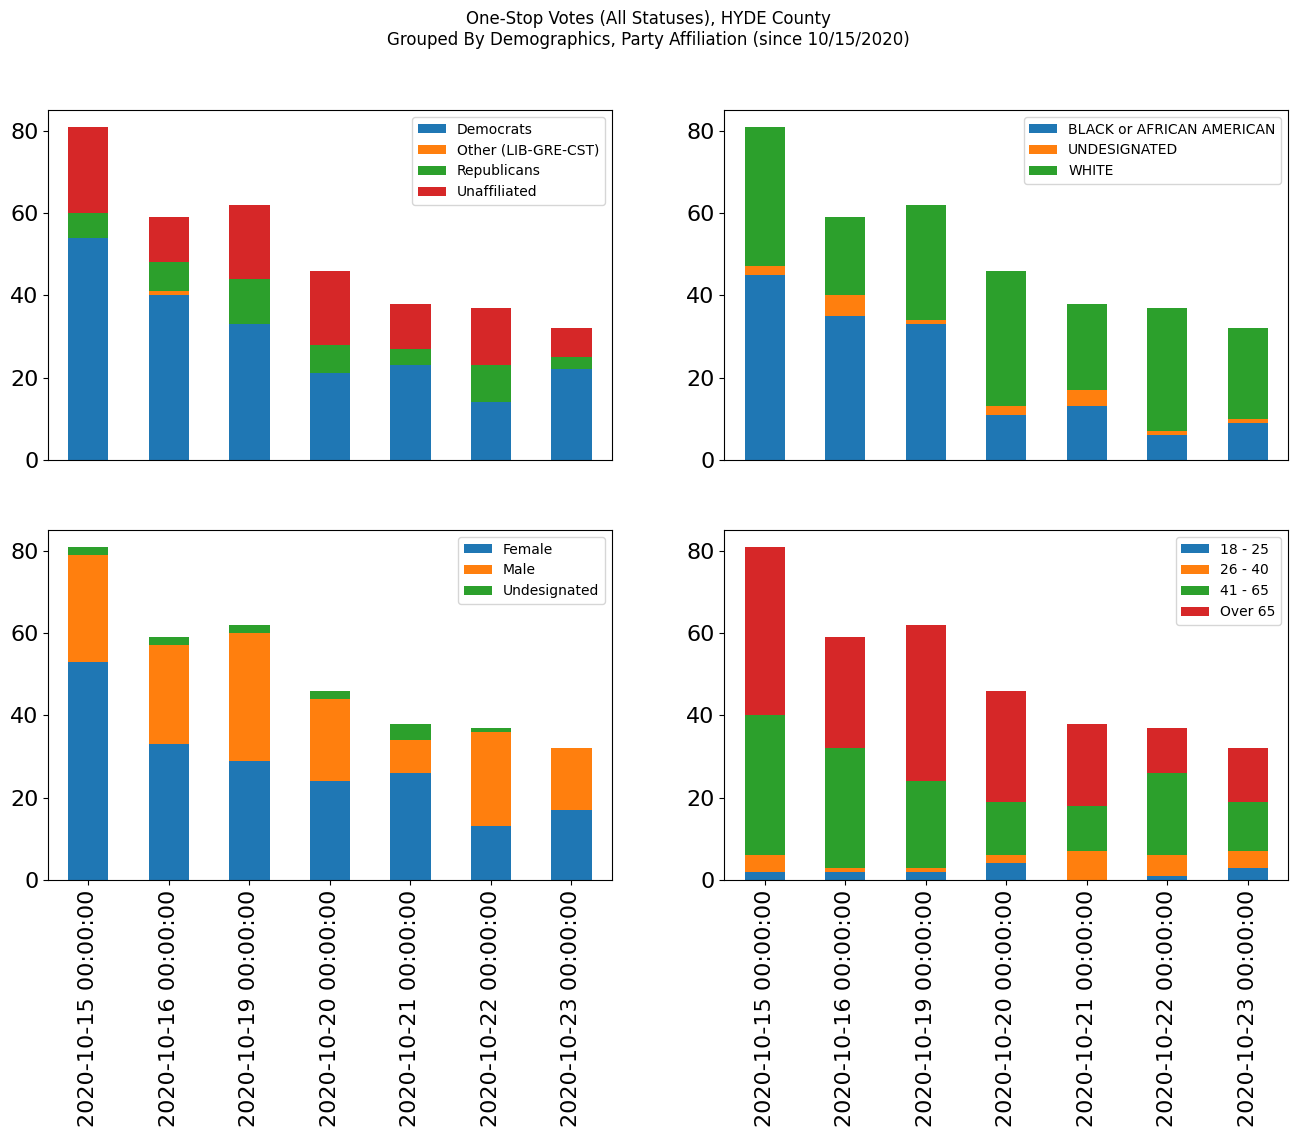 One-Stop Votes (All Statuses), HYDE County
Grouped By Demographics, Party Affiliation (since 10/15/2020)
80
60
40
20
0
Democrats
Other (LIB-GRE-CST)
Republicans
Unaffiliated
80
60
40
20
0
BLACK or AFRICAN AMERICAN
UNDESIGNATED
WHITE
80
60
40
20
0
Female
Male
Undesignated
2020-10-15 00:00:00
2020-10-16 00:00:00
2020-10-19 00:00:00
2020-10-20 00:00:00
2020-10-21 00:00:00
2020-10-22 00:00:00
2020-10-23 00:00:00
80
60
40
20
0
18 - 25
26 - 40
41 - 65
Over 65
2020-10-15 00:00:00
2020-10-16 00:00:00
2020-10-19 00:00:00
2020-10-20 00:00:00
2020-10-21 00:00:00
2020-10-22 00:00:00
2020-10-23 00:00:00